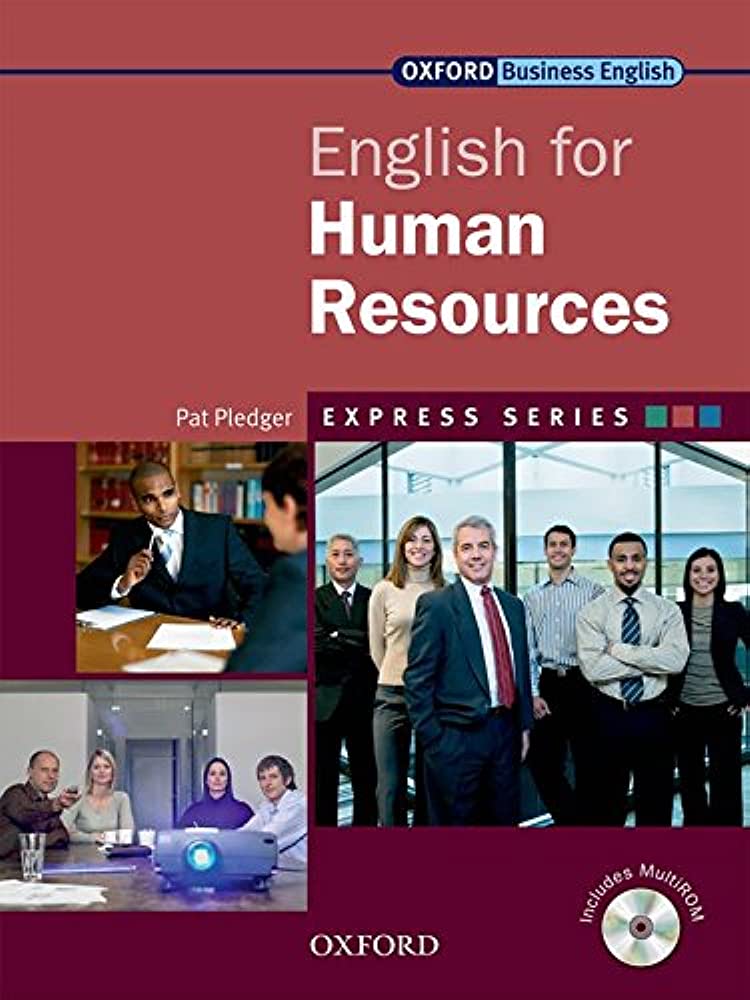 OXFORD Business English
English for
Human
Resources
Pat Pledger
EXPRESS SERIES
Includes MultiROM
OXFORD